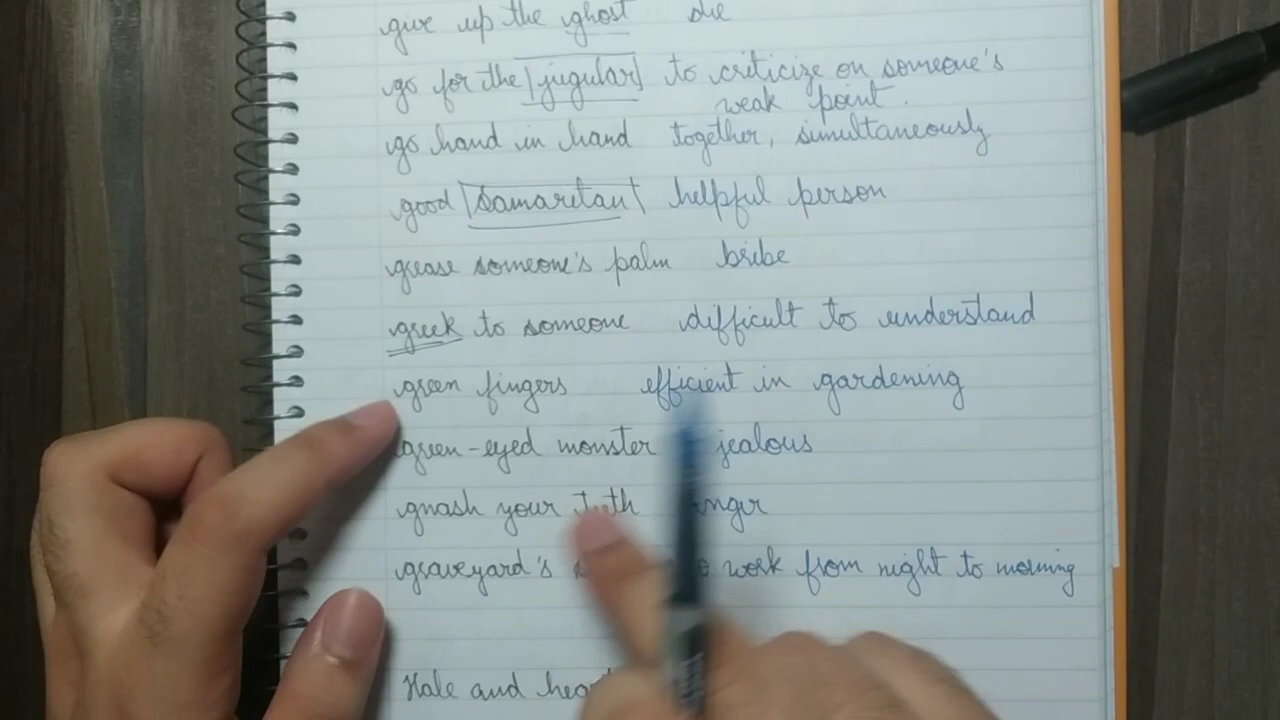 give up the ghost die
go for the jugular to criticize on someone's
weak point.
go hand in hand together, simultaneously
good samaritan helpful person
grease someone's palm bribe
greek to someone difficult to understand
green fingers efficient in gardening
green-eyed monster jealous
gnash your
graveyard's work from night to morning
Hale and